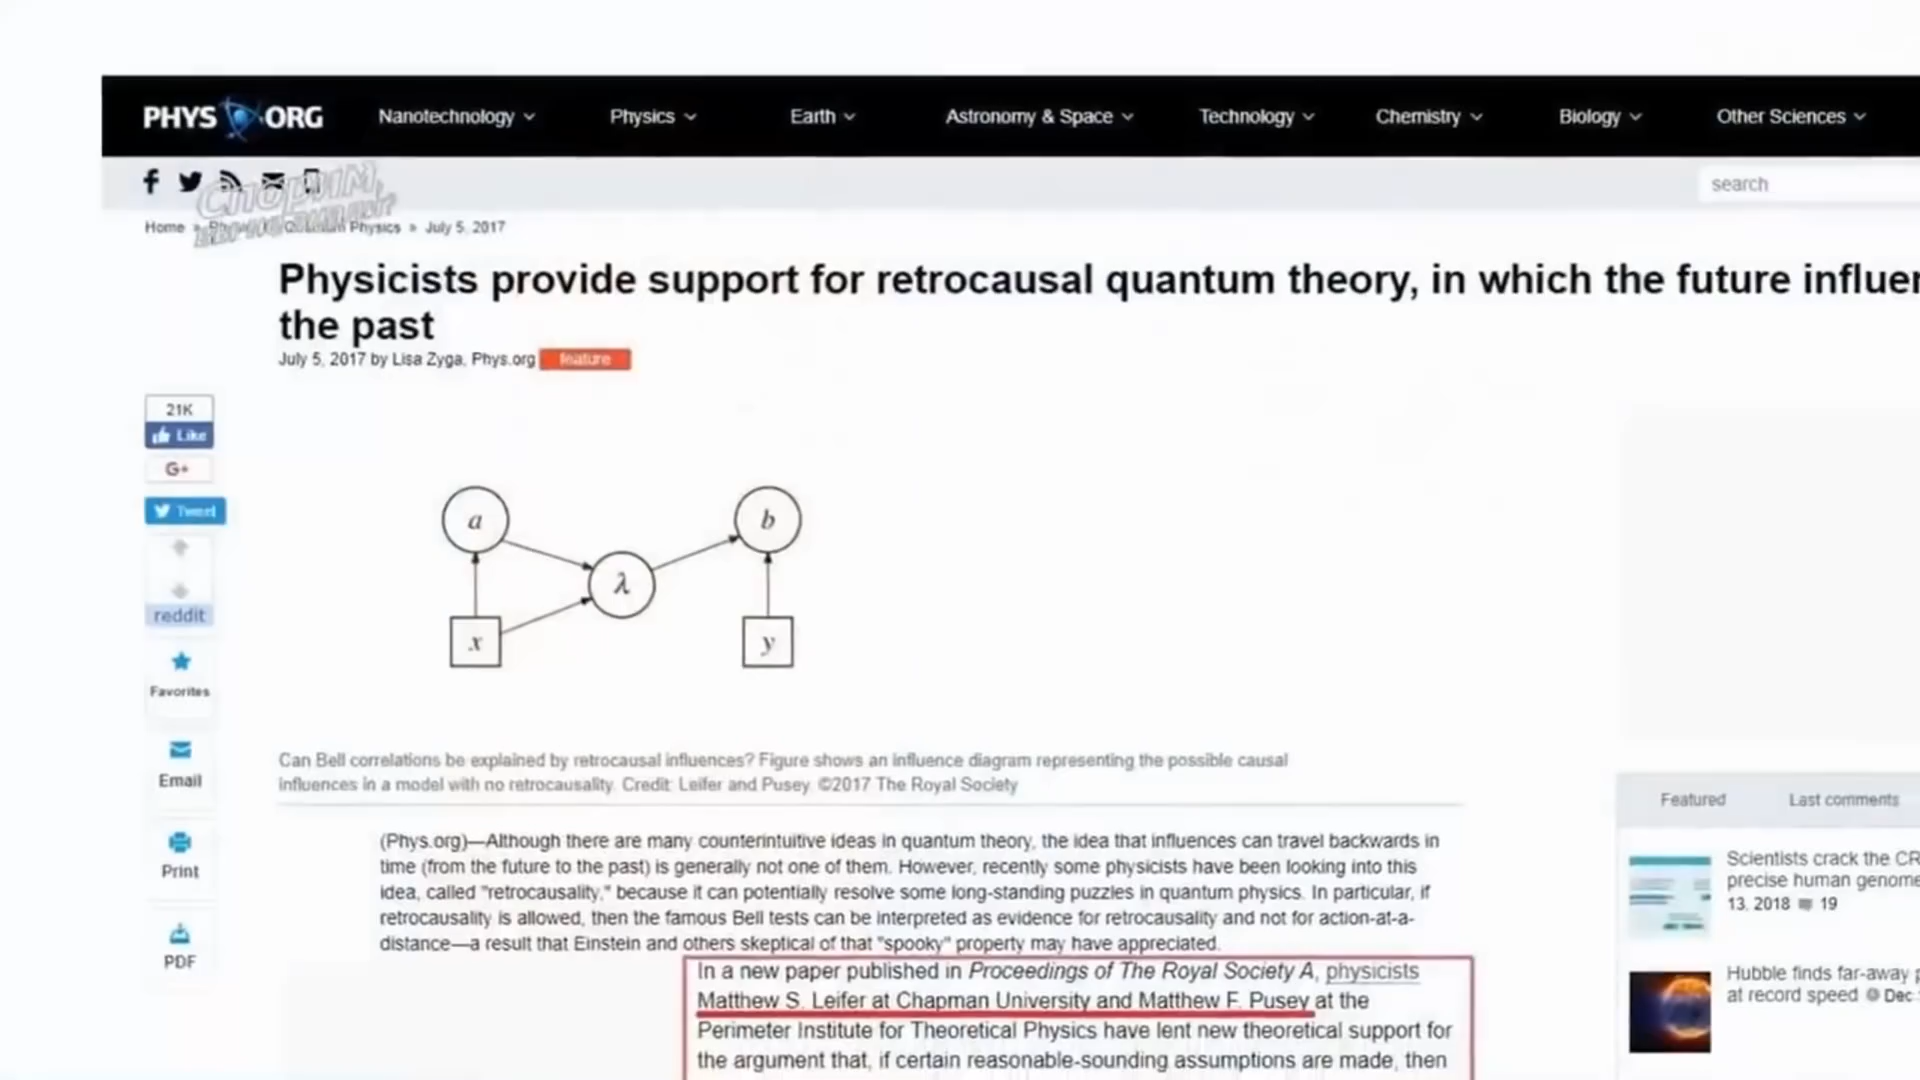 PHYS ORG Nanotechnology Physics Earth Astronomy & Space Technology Chemistry Biology Other Sciences
search
СПОРИМ,
Home » Quantum Physics » July 5, 2017
Physicists provide support for retrocausal quantum theory, in which the future influen
the past
July 5, 2017 by Lisa Zyga, Phys.org feature
21K
Like
G+
Tweet
reddit
Favorites
Email
Print
PDF
a b
λ
x y
Can Bell correlations be explained by retrocausal influences? Figure shows an influence diagram representing the possible causal
influences in a model with no retrocausality. Credit: Leifer and Pusey. ©2017 The Royal Society
(Phys.org)—Although there are many counterintuitive ideas in quantum theory, the idea that influences can travel backwards in
time (from the future to the past) is generally not one of them. However, recently some physicists have been looking into this
idea, called "retrocausality," because it can potentially resolve some long-standing puzzles in quantum physics. In particular, if
retrocausality is allowed, then the famous Bell tests can be interpreted as evidence for retrocausality and not for action-at-a-
distance—a result that Einstein and others skeptical of that "spooky" property may have appreciated.
In a new paper published in Proceedings of The Royal Society A, physicists
Matthew S. Leifer at Chapman University and Matthew F. Pusey at the
Perimeter Institute for Theoretical Physics have lent new theoretical support for
the argument that, if certain reasonable-sounding assumptions are made, then
Featured Last comments
Scientists crack the CR
precise human genome
13, 2018 19
Hubble finds far-away p
at record speed Dec